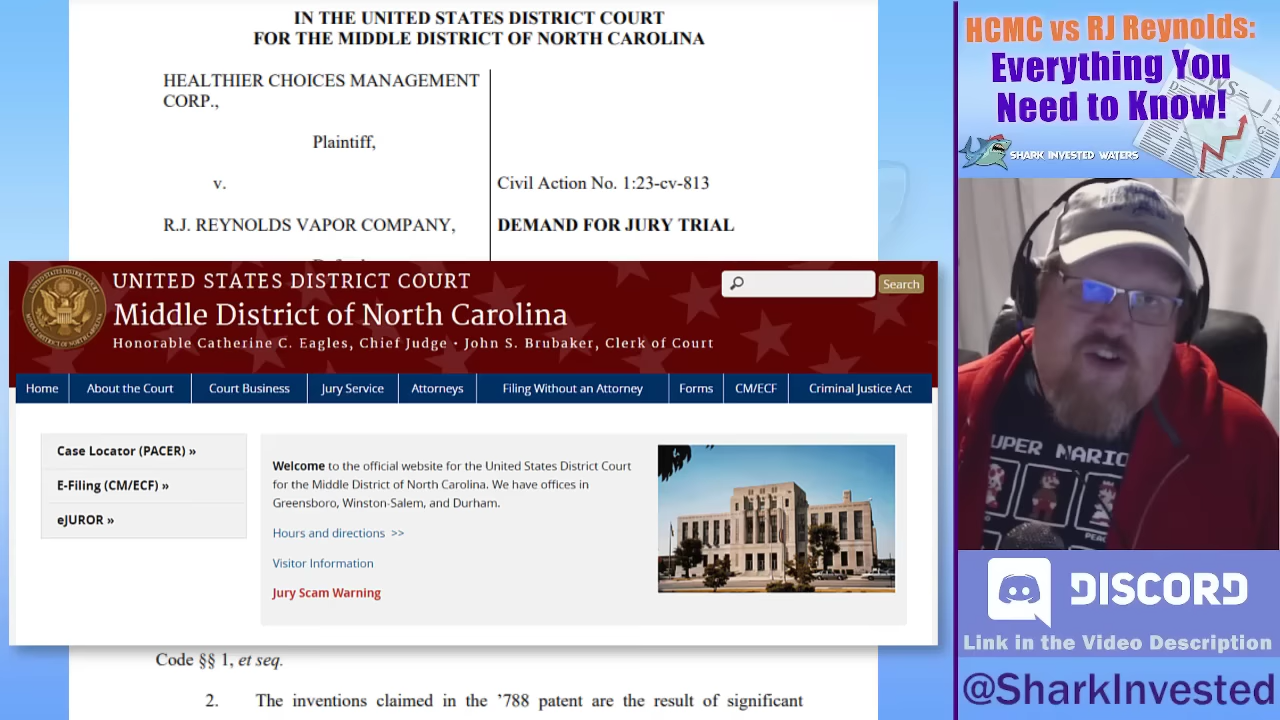 IN THE UNITED STATES DISTRICT COURT
FOR THE MIDDLE DISTRICT OF NORTH CAROLINA
HEALTHIER CHOICES MANAGEMENT
CORP.,
Plaintiff,
v.
Civil Action No. 1:23-cv-813
R.J. REYNOLDS VAPOR COMPANY,
DEMAND FOR JURY TRIAL
UNITED STATES DISTRICT COURT
Middle District of North Carolina
Honorable Catherine C. Eagles, Chief Judge • John S. Brubaker, Clerk of Court
Search
Home About the Court Court Business Jury Service Attorneys Filing Without an Attorney Forms CM/ECF Criminal Justice Act
Case Locator (PACER) »
E-Filing (CM/ECF) »
eJUROR »
Welcome to the official website for the United States District Court
for the Middle District of North Carolina. We have offices in
Greensboro, Winston-Salem, and Durham.
Hours and directions >>
Visitor Information
Jury Scam Warning
Code §§ 1, et seq.
2. The inventions claimed in the ’788 patent are the result of significant
HCMC vs RJ Reynolds:
Everything You
Need to Know!
SHARK INVESTED WATERS
UPER MARIO
DISCORD
Link in the Video Description
@SharkInvested